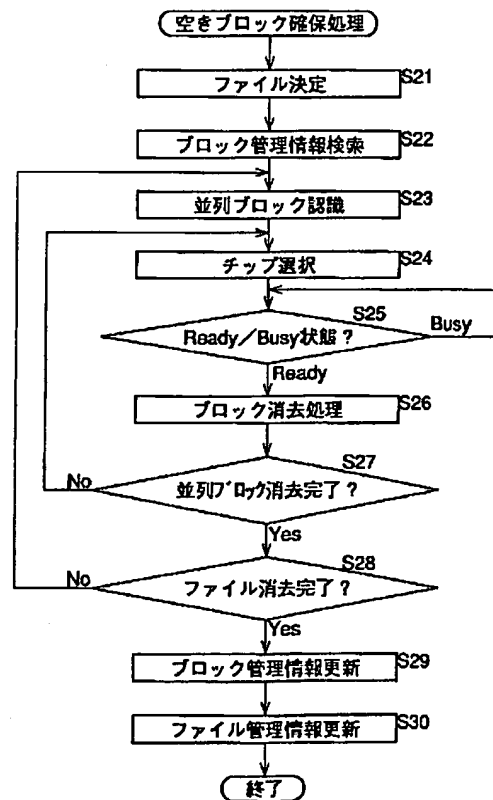 空きブロック確保処理
ファイル決定
S21
ブロック管理情報検索
S22
並列ブロック認識
S23
チップ選択
S24
S25
Ready／Busy状態？
Busy
Ready
ブロック消去処理
S26
S27
並列ブロック消去完了？
No
Yes
S28
ファイル消去完了？
No
Yes
ブロック管理情報更新
S29
ファイル管理情報更新
S30
終了